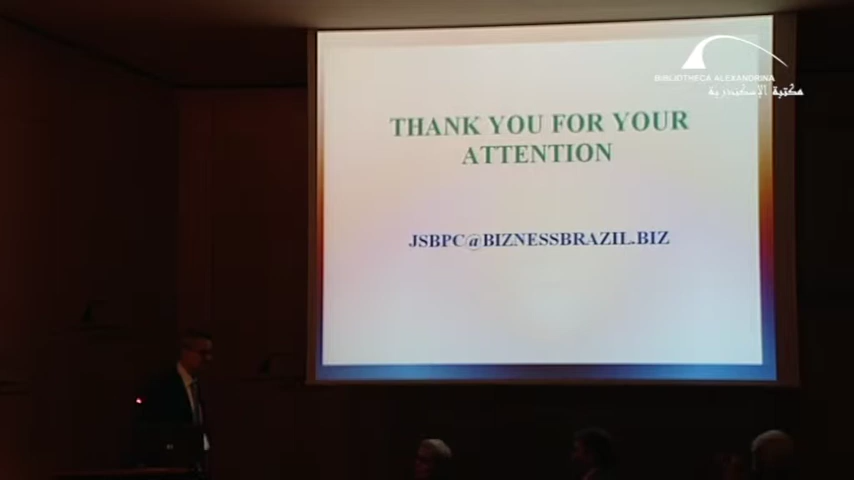 BIBLIOTHECA ALEXANDRINA
مكتبة الإسكندرية
THANK YOU FOR YOUR
ATTENTION
JSBPC@BIZNESSBRAZIL.BIZ